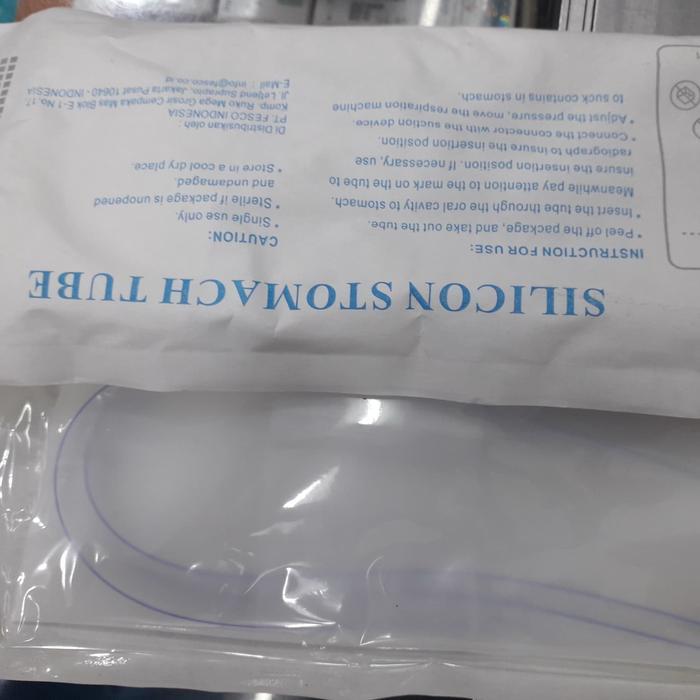 SILICON STOMACH TUBE
INSTRUCTION FOR USE:
* Peel off the package, and take out the tube.
* Insert the tube through the oral cavity to stomach.
Meanwhile pay attention to the mark on the tube to
insure the insertion position. If necessary, use
radiograph to insure the insertion position.
* Connect the connector with the suction device.
* Adjust the pressure, move the respiration machine
to suck contains in stomach.
CAUTION:
* Single use only.
* Sterile if package is unopened
and undamaged.
* Store in a cool dry place.
Di Distribusikan oleh :
PT. FESCO INDONESIA
Komp. Ruko Mega Grosir Cempaka Mas Blok E-1 No. 17,
Jl. Letjend Suprapto, Jakarta Pusat 10640 - INDONESIA
E-Mail : info@fesco.co.id